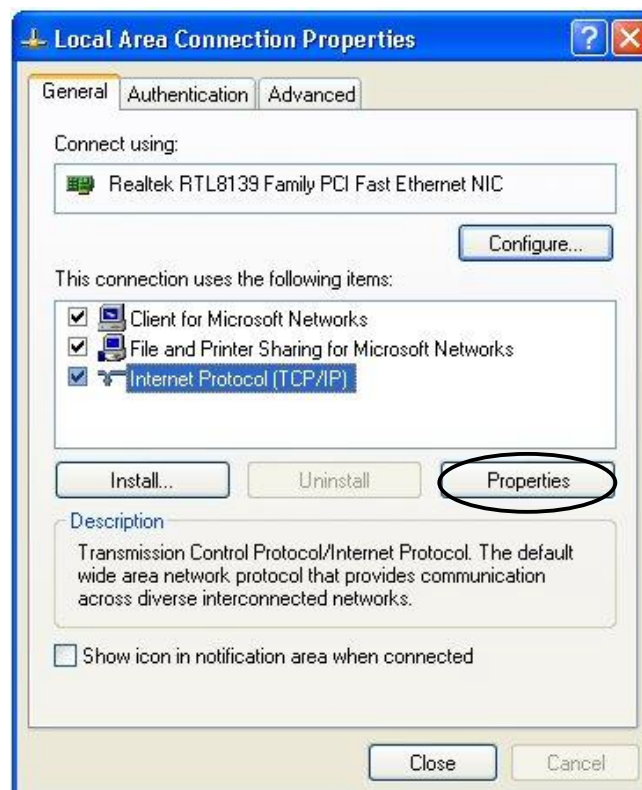 Local Area Connection Properties
General Authentication Advanced
Connect using:
Realtek RTL8139 Family PCI Fast Ethernet NIC
Configure...
This connection uses the following items:
Client for Microsoft Networks
File and Printer Sharing for Microsoft Networks
Internet Protocol (TCP/IP)
Install... Uninstall Properties
Description
Transmission Control Protocol/Internet Protocol. The default
wide area network protocol that provides communication
across diverse interconnected networks.
Show icon in notification area when connected
Close Cancel